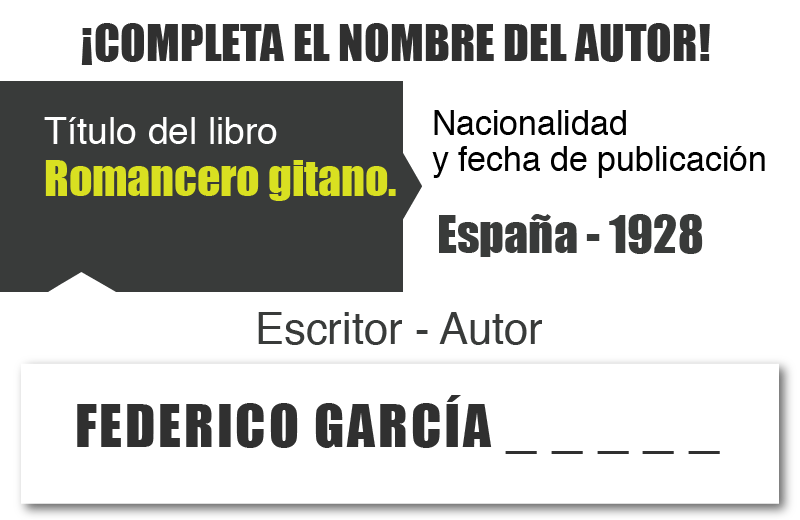 ¡COMPLETA EL NOMBRE DEL AUTOR!
Título del libro
Romancero gitano.
Nacionalidad
y fecha de publicación
España - 1928
Escritor - Autor
FEDERICO GARCÍA _ _ _ _ _